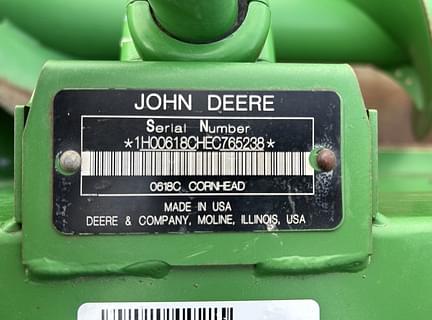 JOHN DEERE
Serial Number
*1H00618CHEC765238*
0618C CORNHEAD
MADE IN USA
DEERE & COMPANY, MOLINE, ILLINOIS, USA